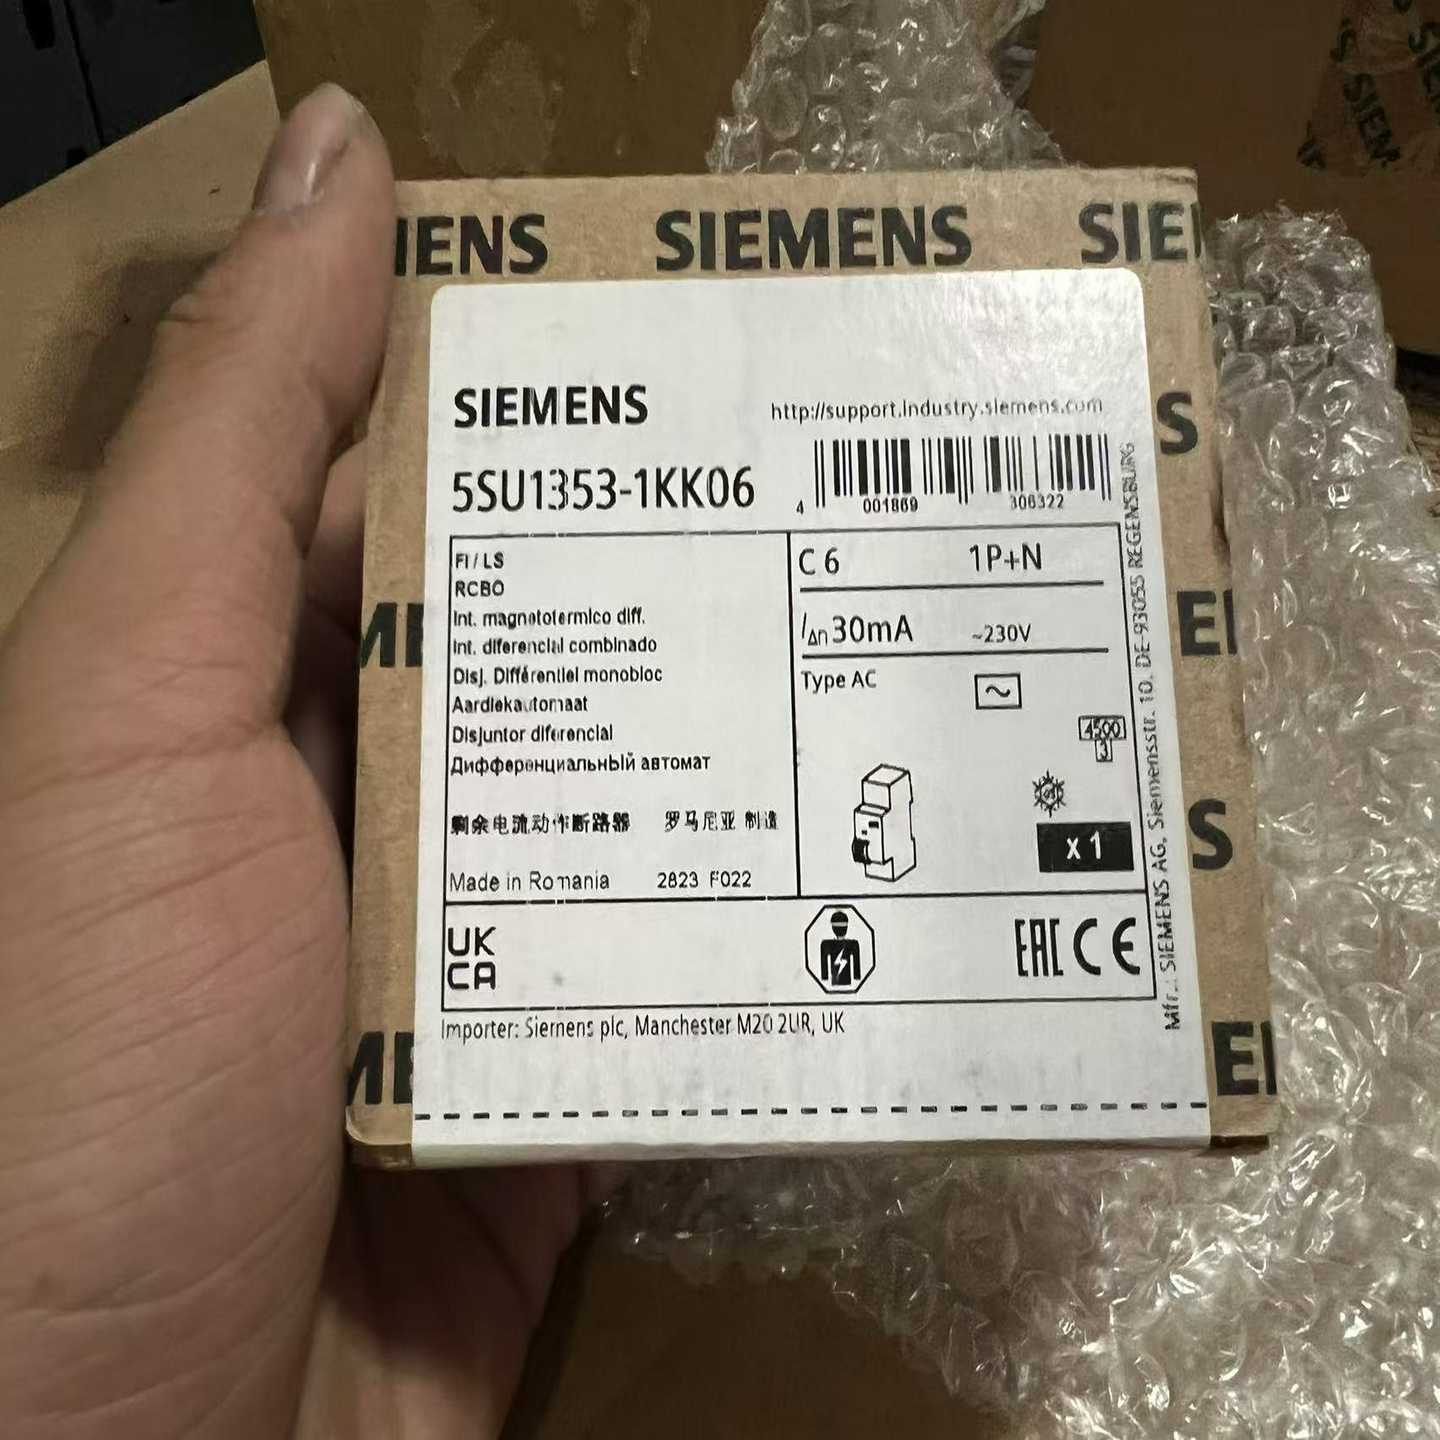 IENS SIEMENS SIE
SIEMENS
http://support.industry.siemens.com
5SU1353-1KK06
4 001869 306322
FI / LS
RCBO
Int. magnetotermico diff.
Int. diferencial combinado
Disj. Différentiel monobloc
Aardlekautomaat
Disjuntor diferencial
Дифференциальный автомат
剩余电流动作断路器 罗马尼亚 制造
Made in Romania 2823 F022
C 6 1P+N
I∆n 30mA ~230V
Type AC ~
4500
3
x 1
UK
CA
EAC CE
Importer: Siemens plc, Manchester M20 2UR, UK
Mfr.: SIEMENS AG, Siemensstr. 10, DE-93055 REGENSBURG
S
ME E
S
ME E
SIEM